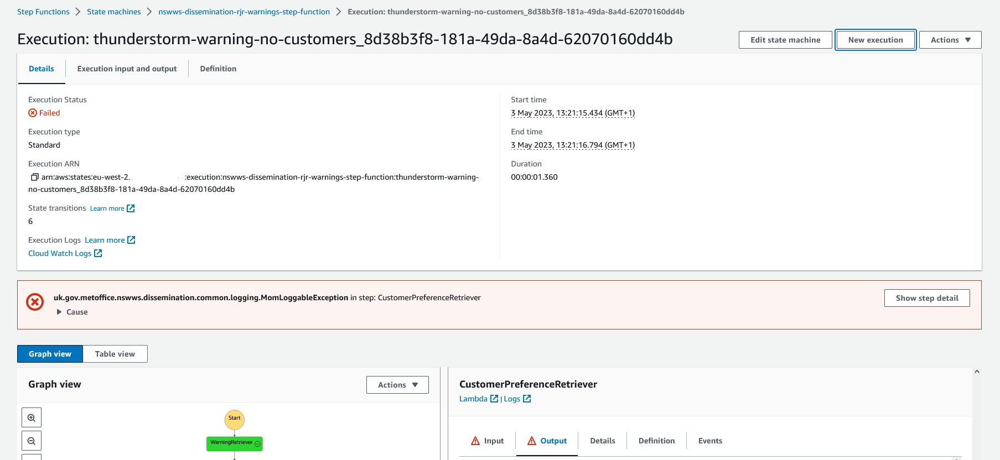 Step Functions > State machines > nswws-dissemination-rjr-warnings-step-function > Execution: thunderstorm-warning-no-customers_8d38b3f8-181a-49da-8a4d-62070160dd4b
Execution: thunderstorm-warning-no-customers_8d38b3f8-181a-49da-8a4d-62070160dd4b
Edit state machine
New execution
Actions
Details
Execution input and output
Definition
Execution Status
Failed
Execution type
Standard
Execution ARN
arn:aws:states:eu-west-2. :execution:nswws-dissemination-rjr-warnings-step-function:thunderstorm-warning-
no-customers_8d38b3f8-181a-49da-8a4d-62070160dd4b
State transitions Learn more
6
Execution Logs Learn more
Cloud Watch Logs
Start time
3 May 2023, 13:21:15.434 (GMT+1)
End time
3 May 2023, 13:21:16.794 (GMT+1)
Duration
00:00:01.360
uk.gov.metoffice.nswws.dissemination.common.logging.MomLoggableException in step: CustomerPreferenceRetriever
Cause
Show step detail
Graph view
Table view
Graph view
Actions
Start
WarningRetriever
CustomerPreferenceRetriever
Lambda | Logs
Input
Output
Details
Definition
Events